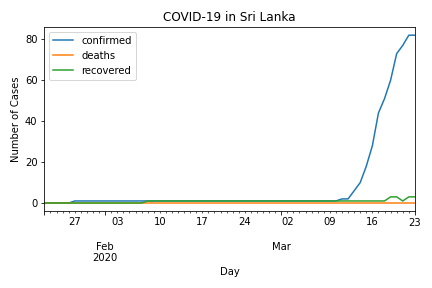 COVID-19 in Sri Lanka
confirmed
deaths
recovered
Number of Cases
80
60
40
20
0
27 03 10 17 24 02 09 16 23
Feb Mar
2020
Day